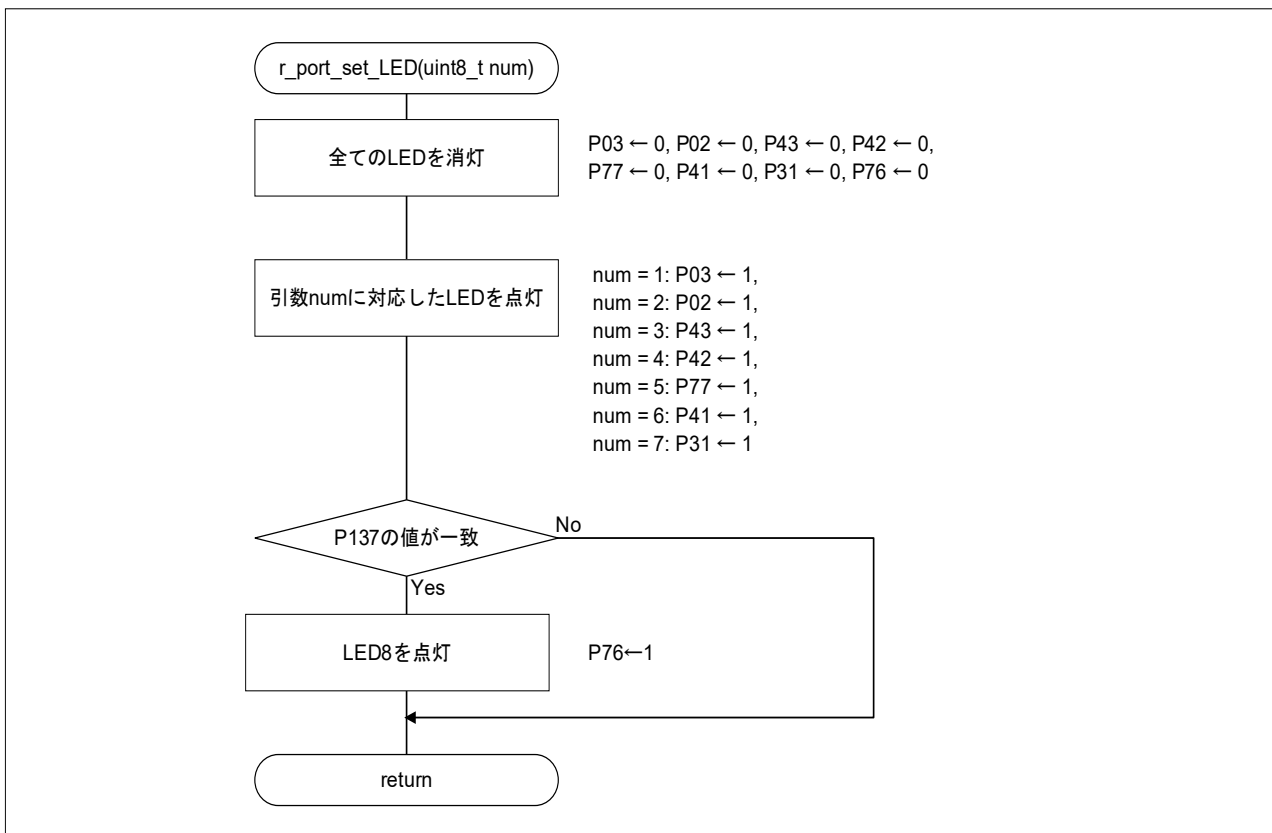 r_port_set_LED(uint8_t num)
全てのLEDを消灯
P03 ← 0, P02 ← 0, P43 ← 0, P42 ← 0,
P77 ← 0, P41 ← 0, P31 ← 0, P76 ← 0
引数numに対応したLEDを点灯
num = 1: P03 ← 1,
num = 2: P02 ← 1,
num = 3: P43 ← 1,
num = 4: P42 ← 1,
num = 5: P77 ← 1,
num = 6: P41 ← 1,
num = 7: P31 ← 1
P137の値が一致
No
Yes
LED8を点灯
P76←1
return